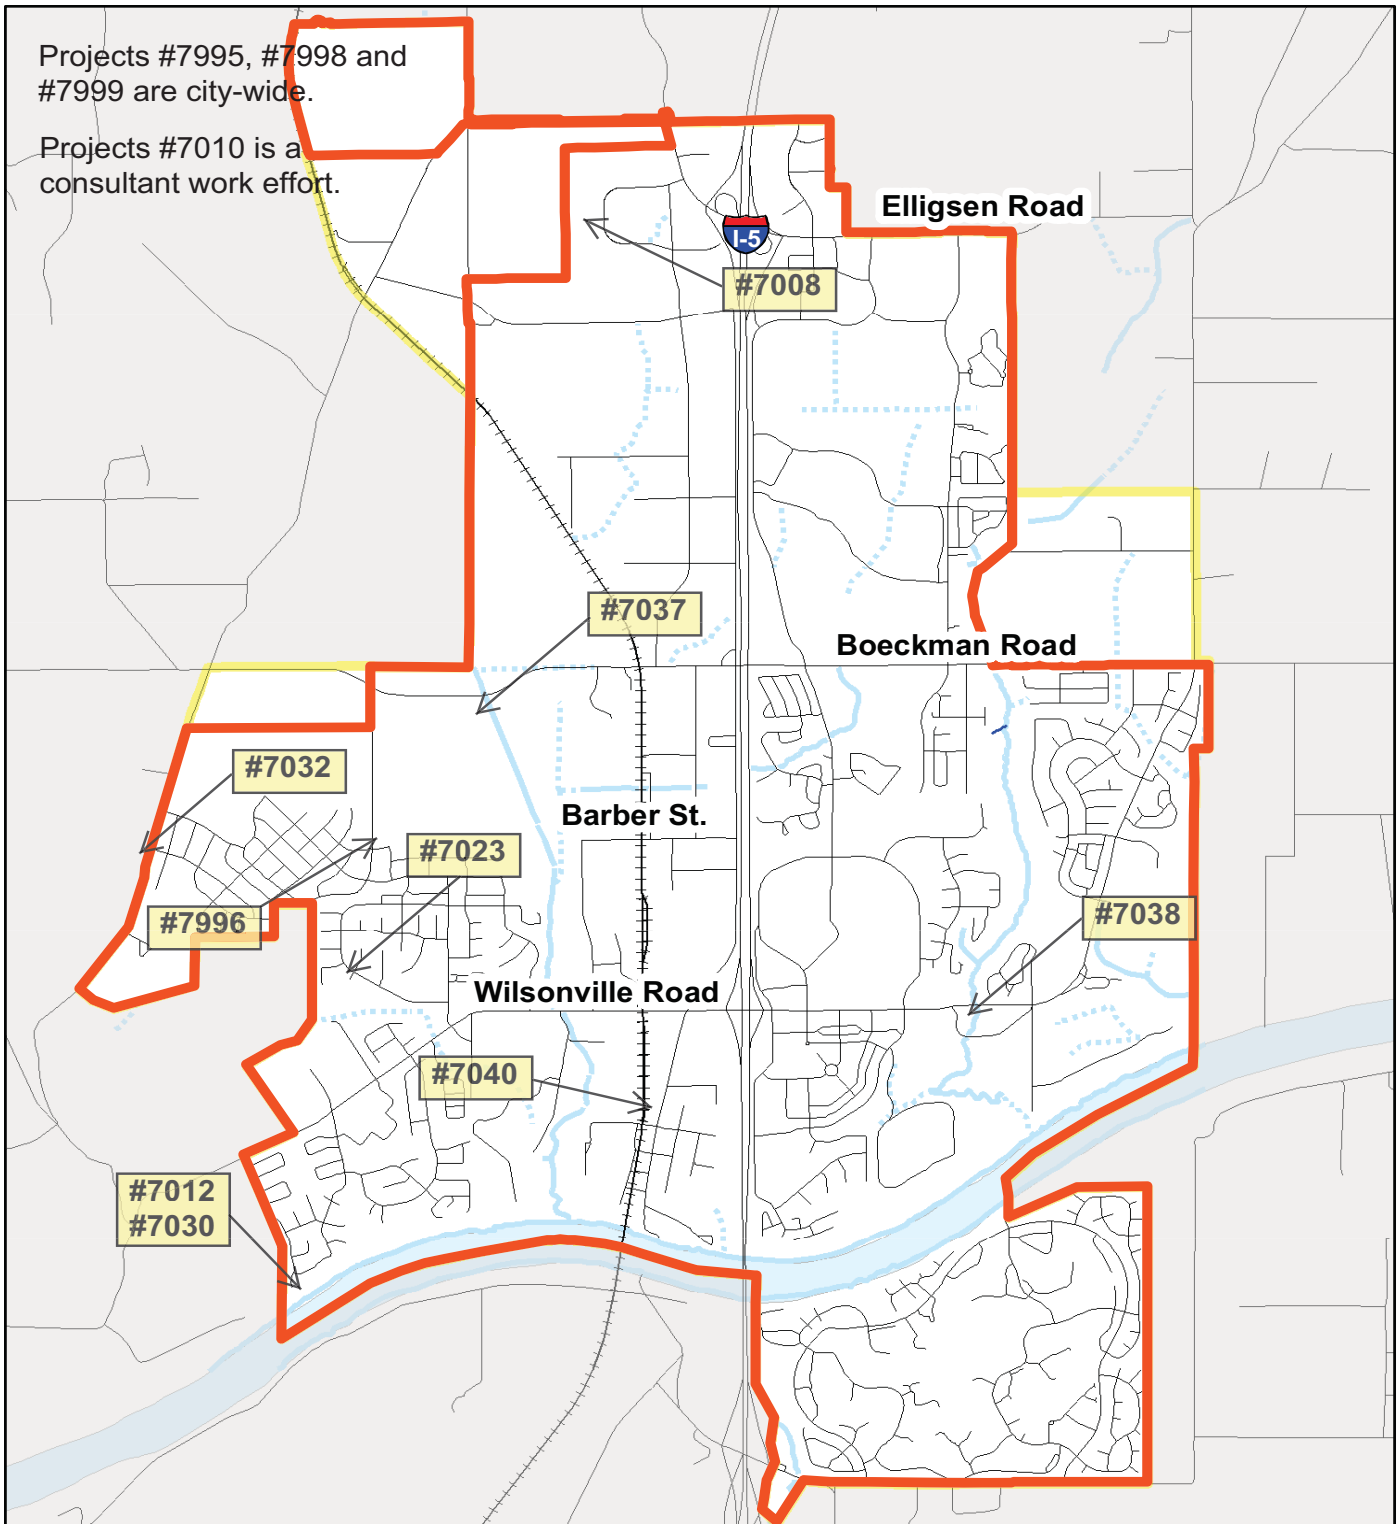 Projects #7995, #7998 and
#7999 are city-wide.
Projects #7010 is a
consultant work effort.
Elligsen Road
I-5
#7008
#7037
Boeckman Road
#7032
Barber St.
#7023
#7996
#7038
Wilsonville Road
#7040
#7012
#7030